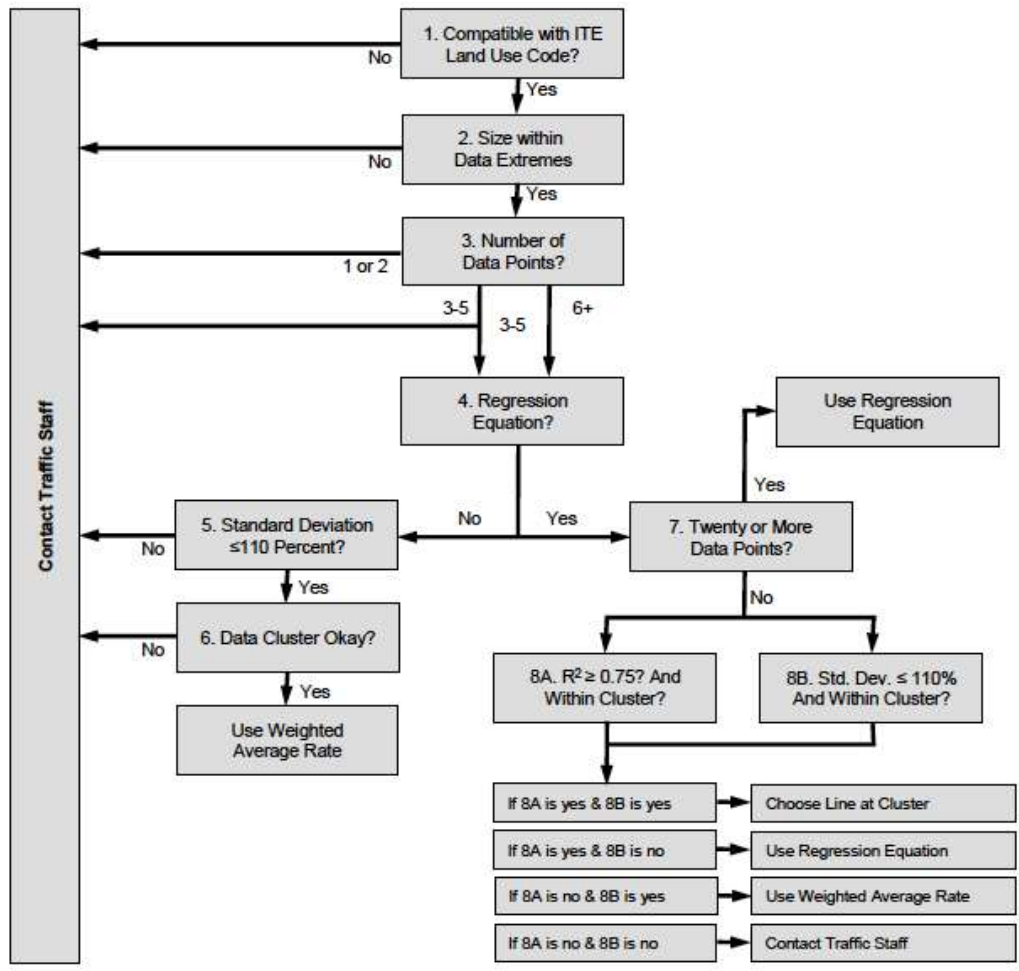 Contact Traffic Staff
1. Compatible with ITE
Land Use Code?
No
Yes
2. Size within
Data Extremes
No
Yes
3. Number of
Data Points?
1 or 2
3-5
3-5
6+
4. Regression
Equation?
Use Regression
Equation
Yes
No
Yes
5. Standard Deviation
≤110 Percent?
No
Yes
7. Twenty or More
Data Points?
No
6. Data Cluster Okay?
No
Yes
Use Weighted
Average Rate
8A. R² ≥ 0.75? And
Within Cluster?
8B. Std. Dev. ≤ 110%
And Within Cluster?
If 8A is yes & 8B is yes
Choose Line at Cluster
If 8A is yes & 8B is no
Use Regression Equation
If 8A is no & 8B is yes
Use Weighted Average Rate
If 8A is no & 8B is no
Contact Traffic Staff